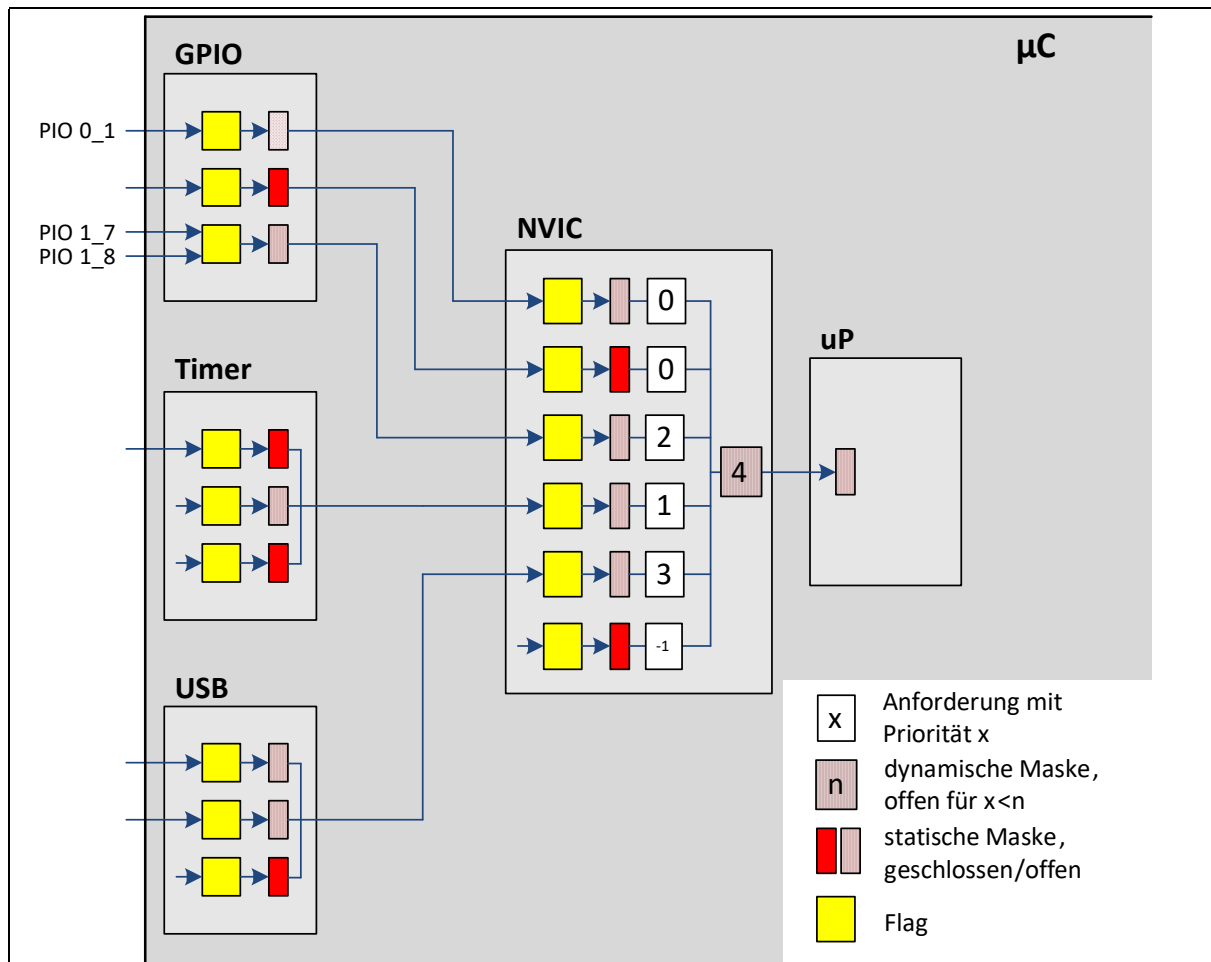 µC
GPIO
PIO 0_1
PIO 1_7
PIO 1_8
NVIC
0
0
2
1
3
-1
4
uP
Timer
USB
x
Anforderung mit
Priorität x
n
dynamische Maske,
offen für x<n
statische Maske,
geschlossen/offen
Flag